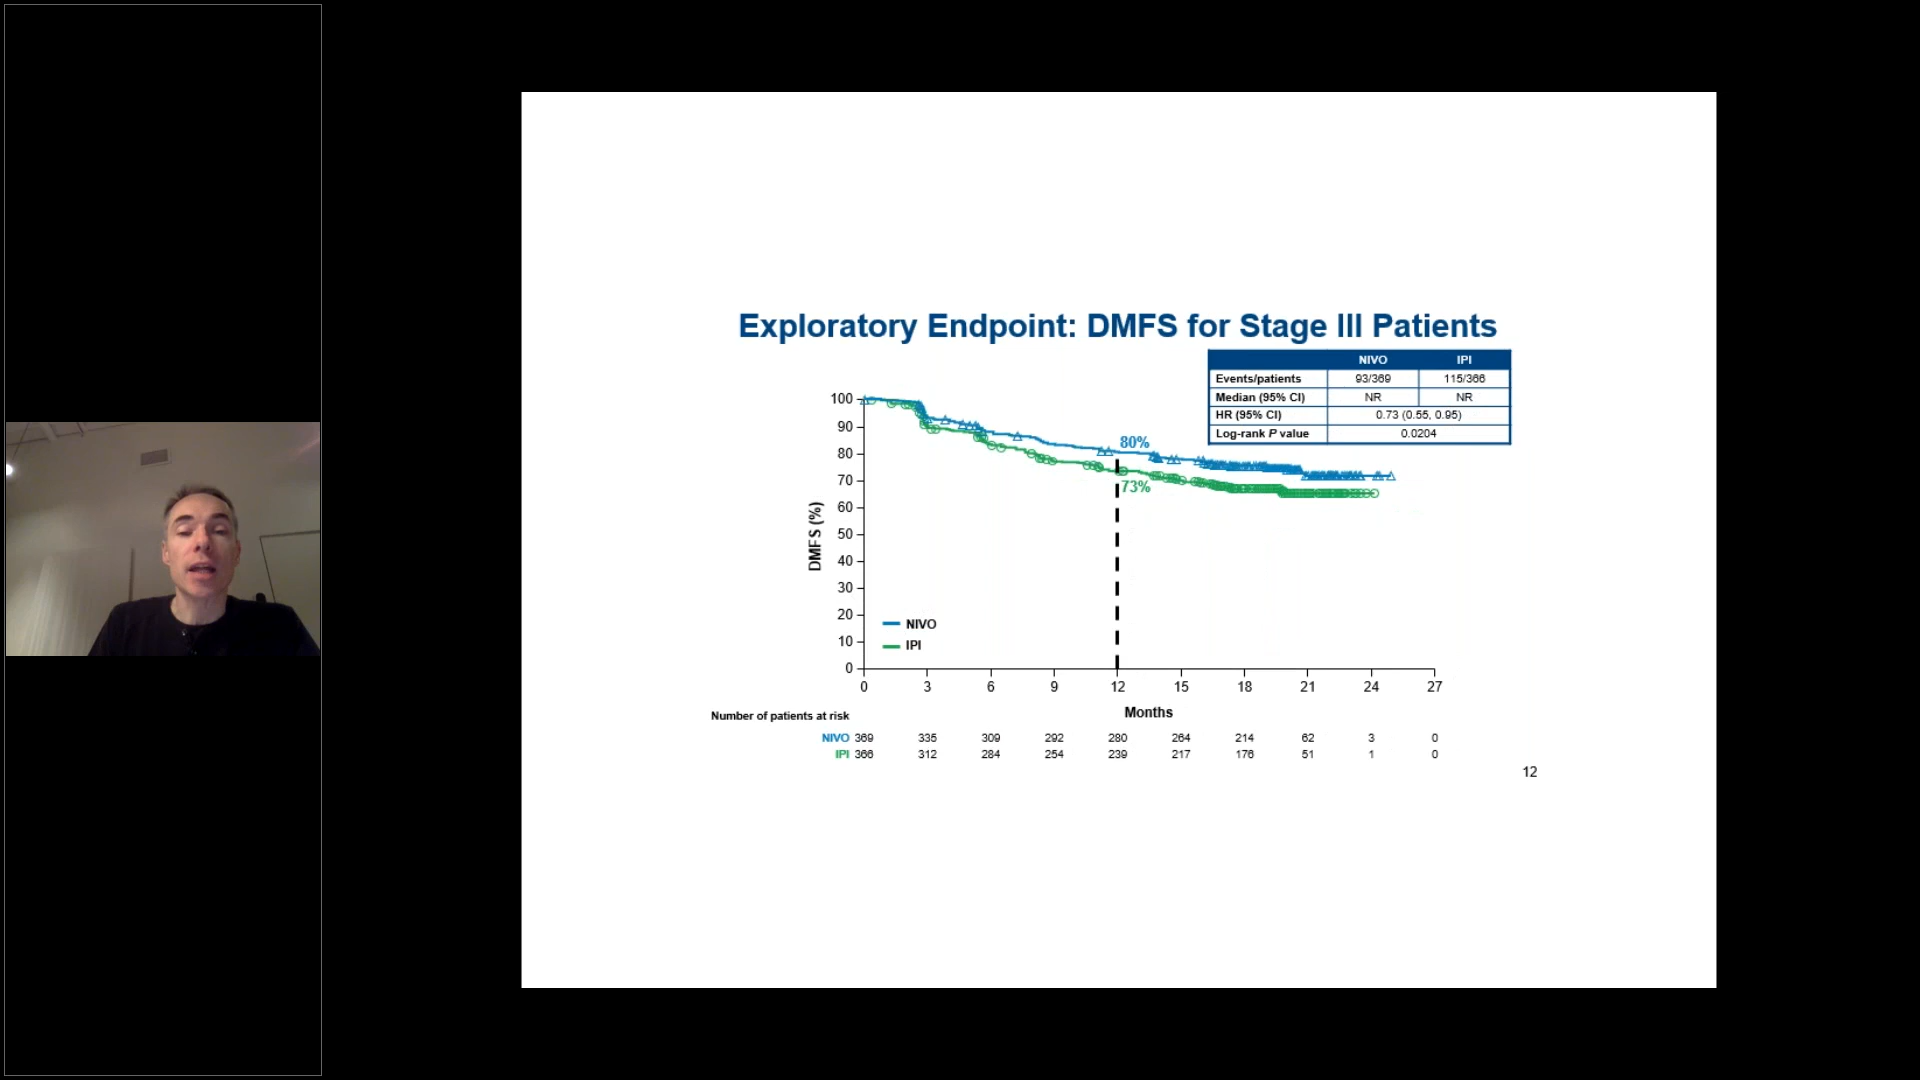 Exploratory Endpoint: DMFS for Stage III Patients
NIVO IPI
Events/patients 93/369 115/366
Median (95% CI) NR NR
HR (95% CI) 0.73 (0.55, 0.95)
Log-rank P value 0.0204
100
90
80
70
60
50
40
30
20
10
0
DMFS (%)
80%
73%
NIVO
IPI
0 3 6 9 12 15 18 21 24 27
Months
Number of patients at risk
NIVO 369 335 309 292 280 264 214 62 3 0
IPI 366 312 284 254 239 217 176 51 1 0
12